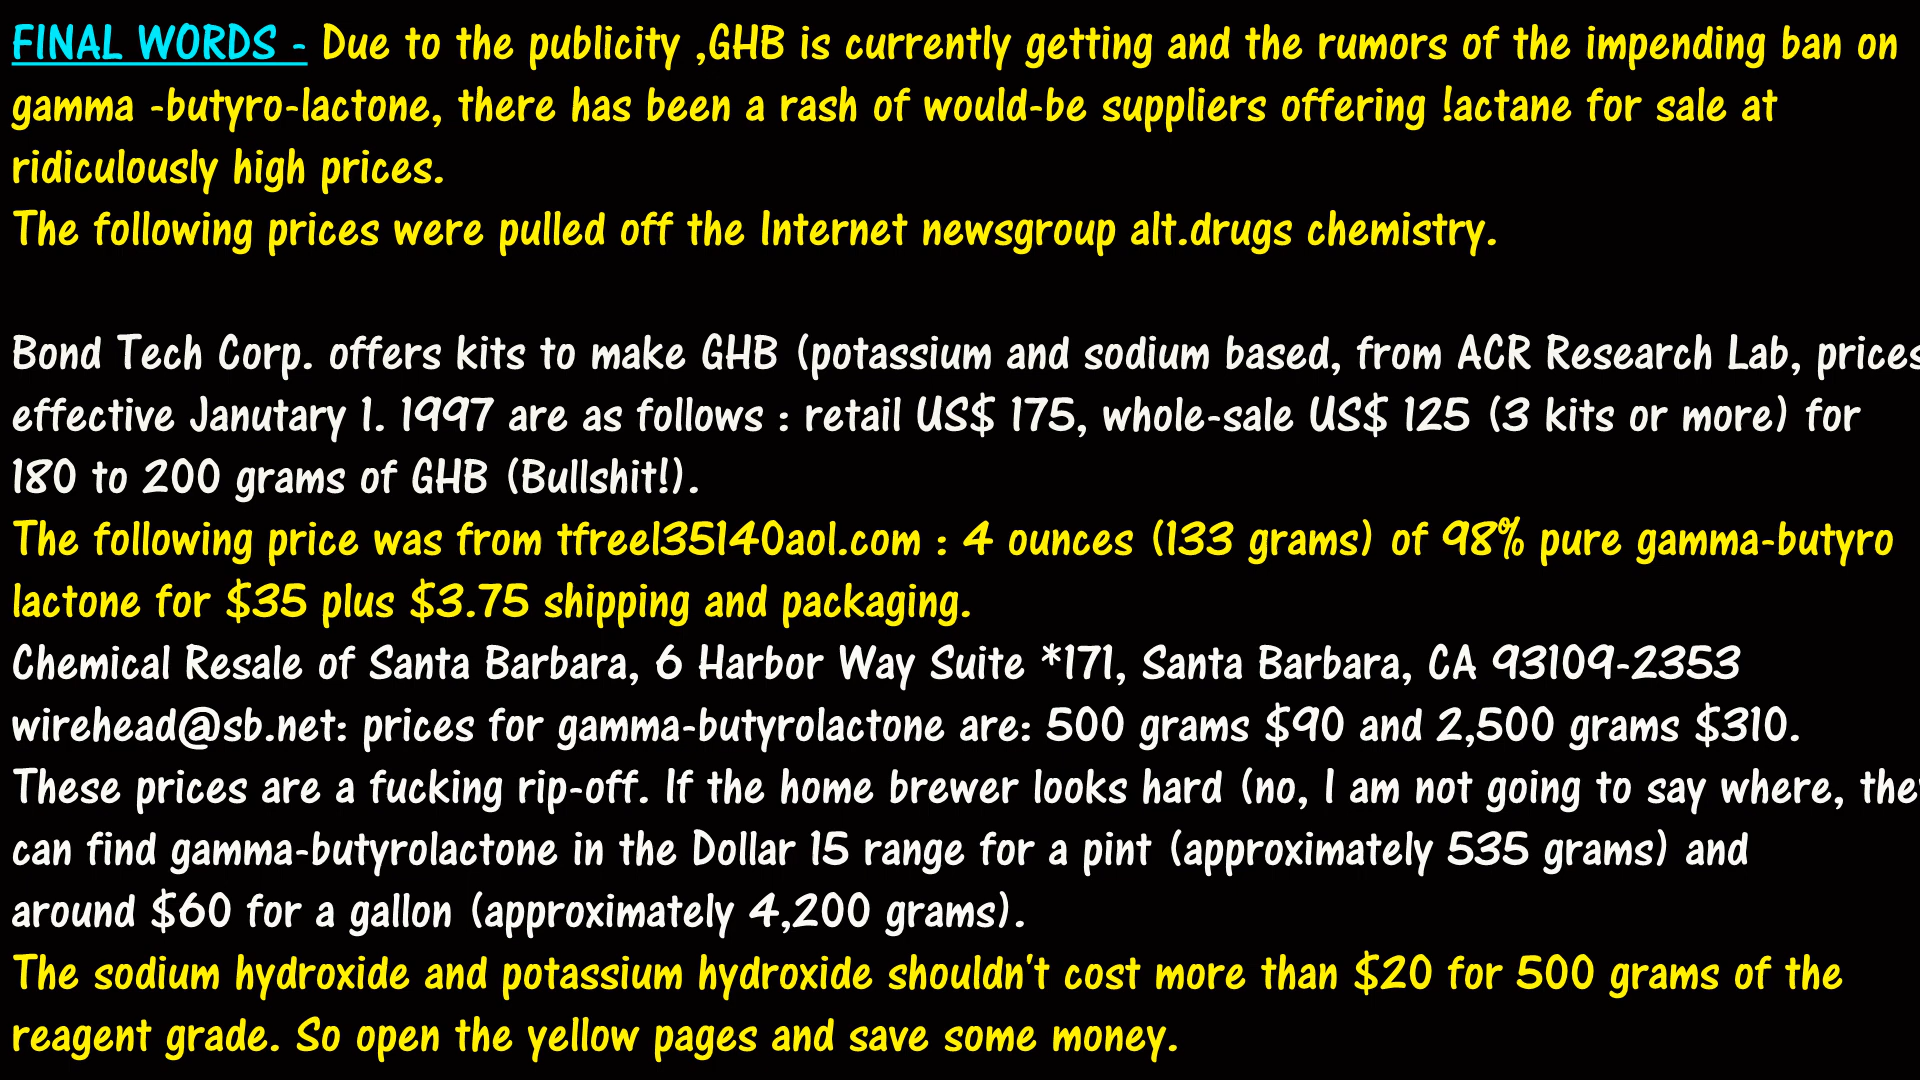 FINAL WORDS - Due to the publicity ,GHB is currently getting and the rumors of the impending ban on
gamma -butyro-lactone, there has been a rash of would-be suppliers offering !actane for sale at
ridiculously high prices.
The following prices were pulled off the Internet newsgroup alt.drugs chemistry.
Bond Tech Corp. offers kits to make GHB (potassium and sodium based, from ACR Research Lab, prices
effective Janutary 1. 1997 are as follows : retail US$ 175, whole-sale US$ 125 (3 kits or more) for
180 to 200 grams of GHB (Bullshit!).
The following price was from tfreel35140aol.com : 4 ounces (133 grams) of 98% pure gamma-butyro
lactone for $35 plus $3.75 shipping and packaging.
Chemical Resale of Santa Barbara, 6 Harbor Way Suite *171, Santa Barbara, CA 93109-2353
wirehead@sb.net: prices for gamma-butyrolactone are: 500 grams $90 and 2,500 grams $310.
These prices are a fucking rip-off. If the home brewer looks hard (no, I am not going to say where, the
can find gamma-butyrolactone in the Dollar 15 range for a pint (approximately 535 grams) and
around $60 for a gallon (approximately 4,200 grams).
The sodium hydroxide and potassium hydroxide shouldn't cost more than $20 for 500 grams of the
reagent grade. So open the yellow pages and save some money.